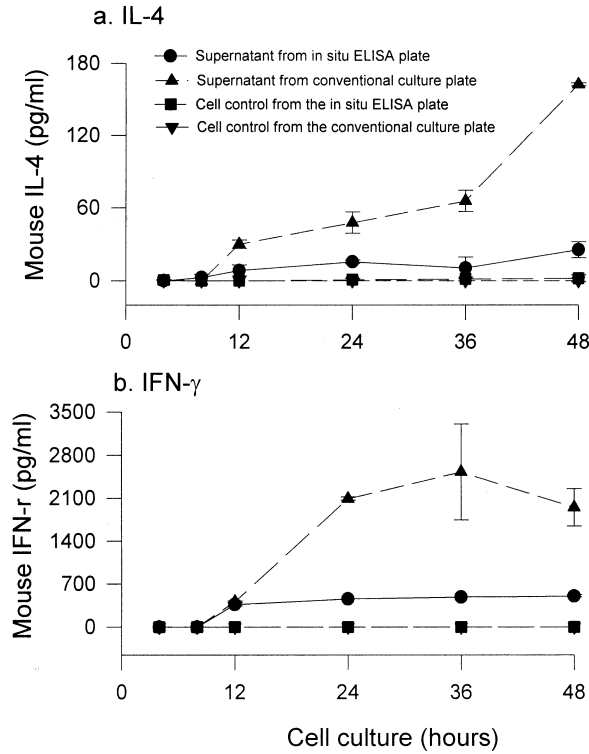 a. IL-4
Supernatant from in situ ELISA plate
Supernatant from conventional culture plate
Cell control from the in situ ELISA plate
Cell control from the conventional culture plate
Mouse IL-4 (pg/ml)
180
120
60
0
0 12 24 36 48
b. IFN-γ
Mouse IFN-r (pg/ml)
3500
2800
2100
1400
700
0
0 12 24 36 48
Cell culture (hours)